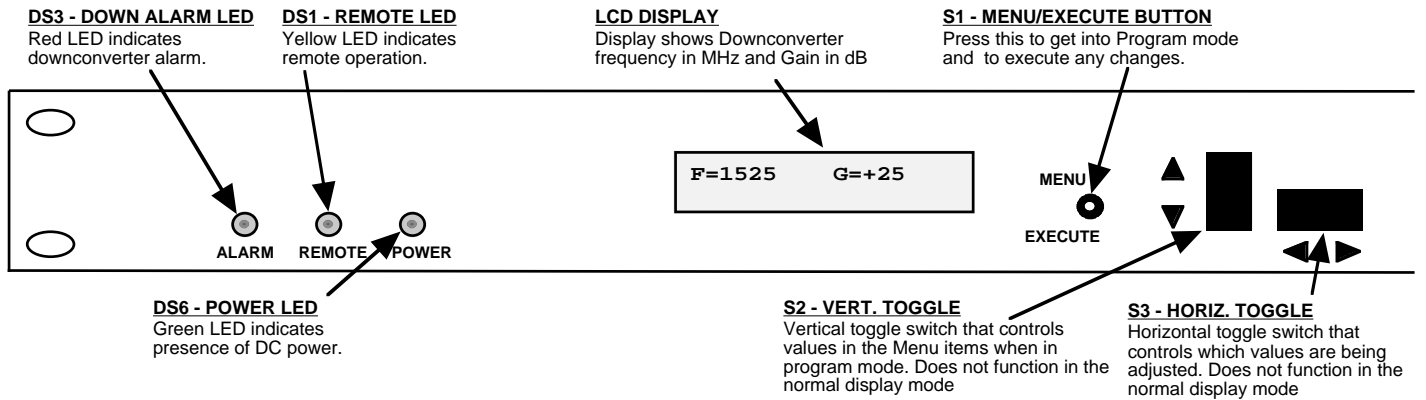 DS3 - DOWN ALARM LED
Red LED indicates
downconverter alarm.
DS1 - REMOTE LED
Yellow LED indicates
remote operation.
LCD DISPLAY
Display shows Downconverter
frequency in MHz and Gain in dB
S1 - MENU/EXECUTE BUTTON
Press this to get into Program mode
and to execute any changes.
F=1525 G=+25
MENU
EXECUTE
ALARM
REMOTE
POWER
DS6 - POWER LED
Green LED indicates
presence of DC power.
S2 - VERT. TOGGLE
Vertical toggle switch that controls
values in the Menu items when in
program mode. Does not function in the
normal display mode
S3 - HORIZ. TOGGLE
Horizontal toggle switch that
controls which values are being
adjusted. Does not function in the
normal display mode